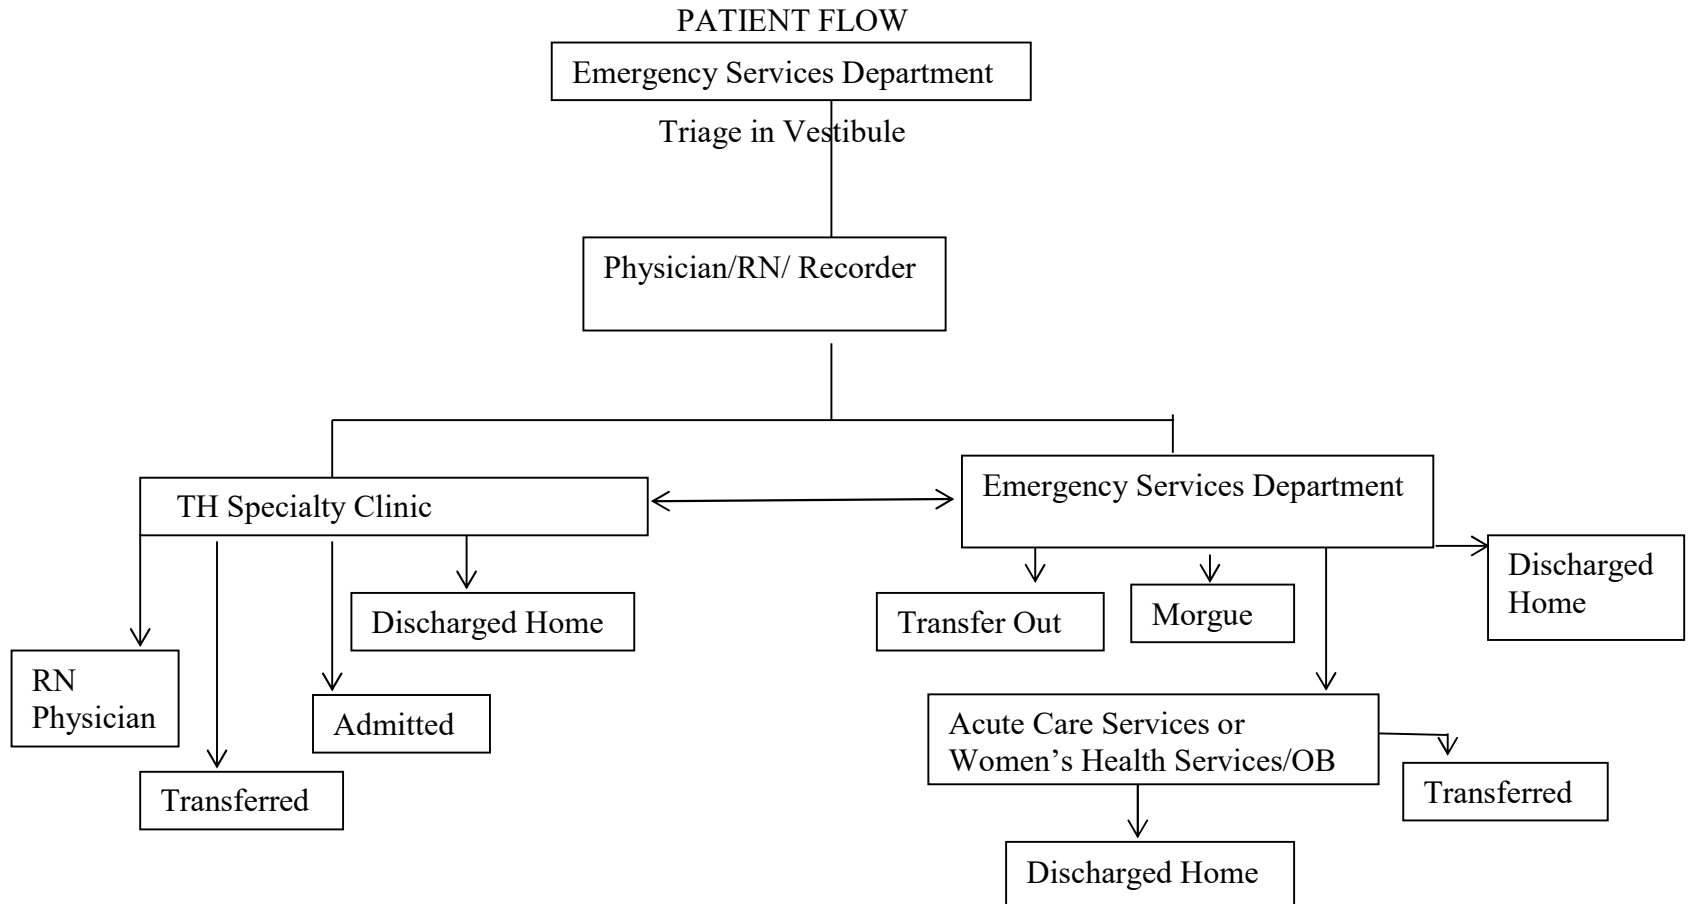 PATIENT FLOW
Emergency Services Department
Triage in Vestibule
Physician/RN/ Recorder
TH Specialty Clinic
Emergency Services Department
Discharged
Home
Discharged Home
Transfer Out
Morgue
RN
Physician
Admitted
Acute Care Services or
Women’s Health Services/OB
Transferred
Transferred
Discharged Home